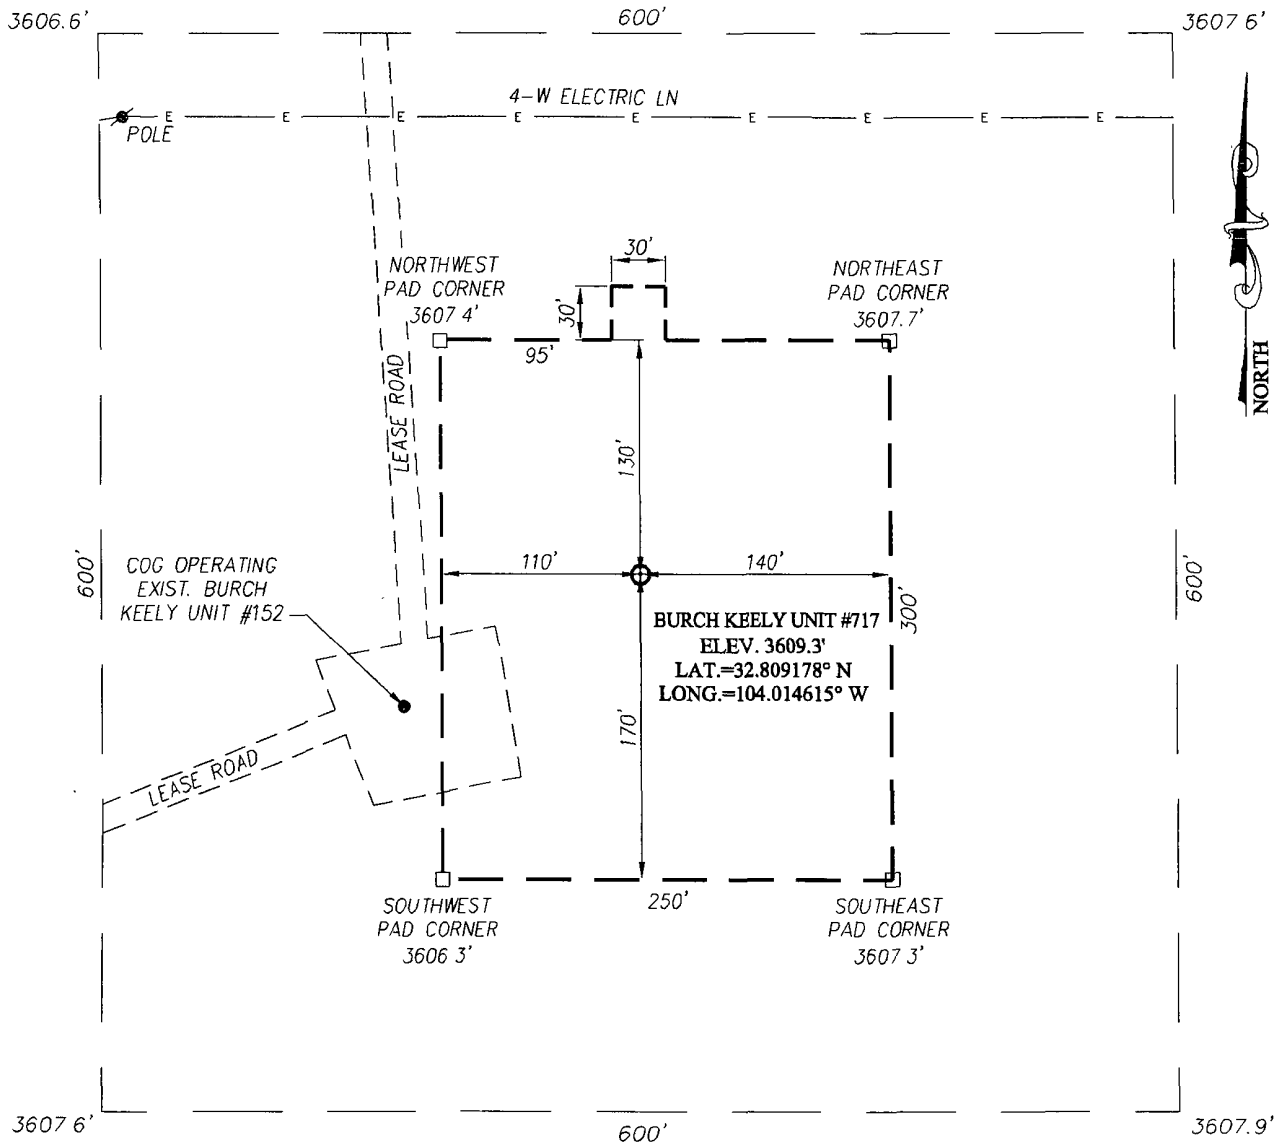 3606.6'
600'
3607 6'
4-W ELECTRIC LN
E E E E E E E E E
POLE
30'
NORTHWEST
PAD CORNER
3607 4'
NORTHEAST
PAD CORNER
3607.7'
30'
95'
NORTH
LEASE ROAD
130'
600'
COG OPERATING
EXIST. BURCH
KEELY UNIT #152
110'
140'
300'
600'
BURCH KEELY UNIT #717
ELEV. 3609.3'
LAT.=32.809178° N
LONG.=104.014615° W
170'
LEASE ROAD
250'
SOUTHWEST
PAD CORNER
3606 3'
SOUTHEAST
PAD CORNER
3607 3'
3607 6'
600'
3607.9'